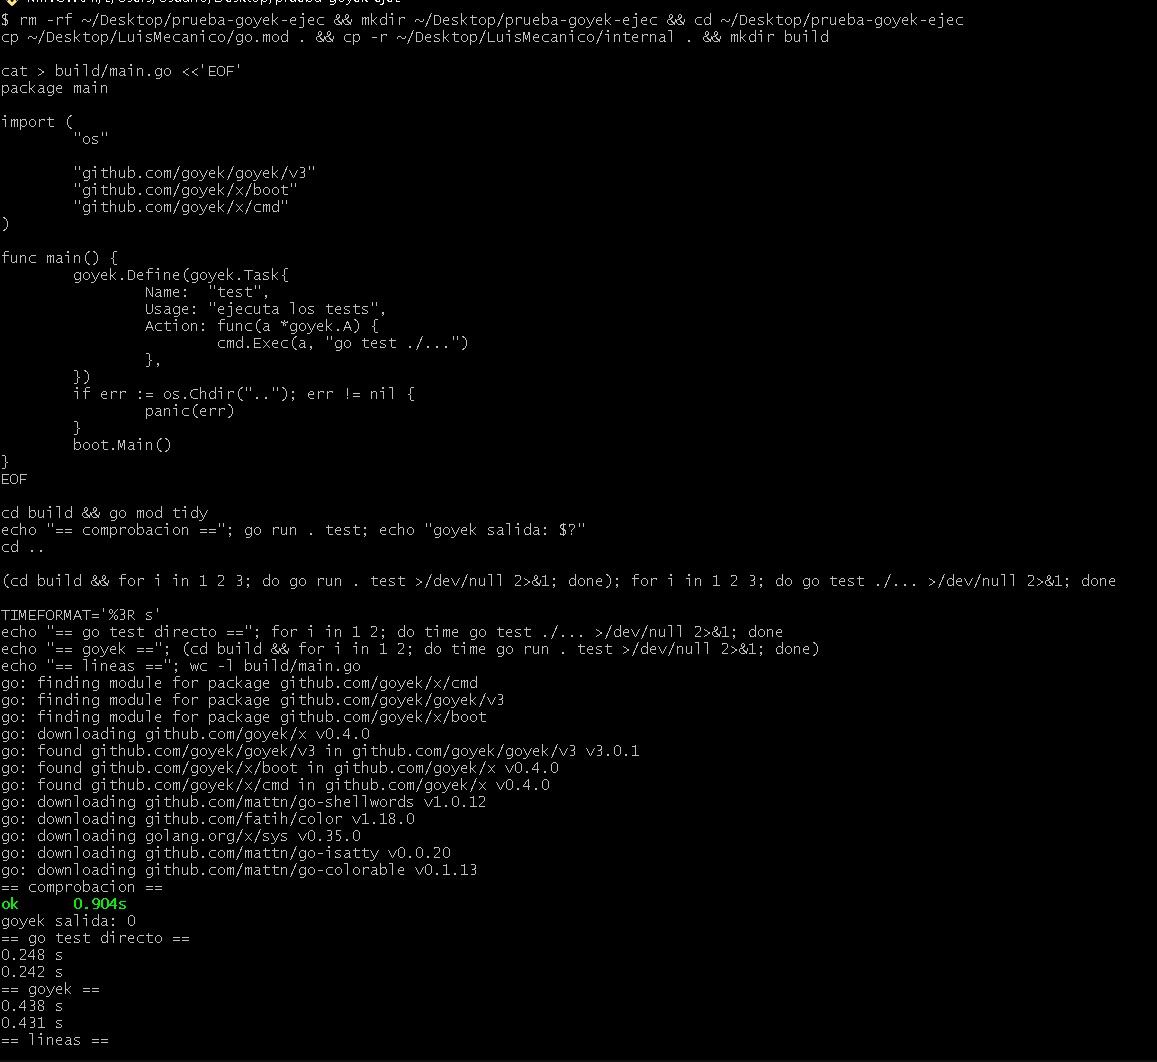 $ rm -rf ~/Desktop/prueba-goyek-ejec && mkdir ~/Desktop/prueba-goyek-ejec && cd ~/Desktop/prueba-goyek-ejec
cp ~/Desktop/LuisMecanico/go.mod . && cp -r ~/Desktop/LuisMecanico/internal . && mkdir build

cat > build/main.go <<'EOF'
package main

import (
        "os"

        "github.com/goyek/goyek/v3"
        "github.com/goyek/x/boot"
        "github.com/goyek/x/cmd"
)

func main() {
        goyek.Define(goyek.Task{
                Name:  "test",
                Usage: "ejecuta los tests",
                Action: func(a *goyek.A) {
                        cmd.Exec(a, "go test ./...")
                },
        })
        if err := os.Chdir(".."); err != nil {
                panic(err)
        }
        boot.Main()
}
EOF

cd build && go mod tidy
echo "== comprobacion =="; go run . test; echo "goyek salida: $?"
cd ..

(cd build && for i in 1 2 3; do go run . test >/dev/null 2>&1; done); for i in 1 2 3; do go test ./... >/dev/null 2>&1; done

TIMEFORMAT='%3R s'
echo "== go test directo =="; for i in 1 2; do time go test ./... >/dev/null 2>&1; done
echo "== goyek =="; (cd build && for i in 1 2; do time go run . test >/dev/null 2>&1; done)
echo "== lineas =="; wc -l build/main.go
go: finding module for package github.com/goyek/x/cmd
go: finding module for package github.com/goyek/goyek/v3
go: finding module for package github.com/goyek/x/boot
go: downloading github.com/goyek/x v0.4.0
go: found github.com/goyek/goyek/v3 in github.com/goyek/goyek/v3 v3.0.1
go: found github.com/goyek/x/boot in github.com/goyek/x v0.4.0
go: found github.com/goyek/x/cmd in github.com/goyek/x v0.4.0
go: downloading github.com/mattn/go-shellwords v1.0.12
go: downloading github.com/fatih/color v1.18.0
go: downloading golang.org/x/sys v0.35.0
go: downloading github.com/mattn/go-isatty v0.0.20
go: downloading github.com/mattn/go-colorable v0.1.13
== comprobacion ==
ok      0.904s
goyek salida: 0
== go test directo ==
0.248 s
0.242 s
== goyek ==
0.438 s
0.431 s
== lineas ==